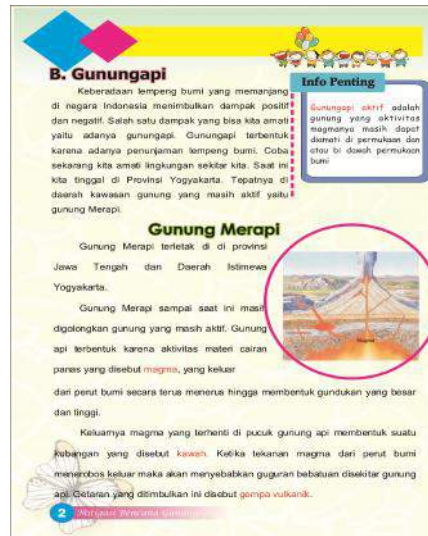 B. Gunungapi
Keberadaan lempeng bumi yang memanjang
di negara Indonesia menimbulkan dampak positif
dan negatif. Salah satu dampak yang bisa kita amati
yaitu adanya gunungapi. Gunungapi terbentuk
karena adanya penunjaman lempeng bumi. Coba
sekarang kita amati lingkungan sekitar kita. Saat ini
kita tinggal di Provinsi Yogyakarta. Tepatnya di
daerah kawasan gunung yang masih aktif yaitu
gunung Merapi.
Info Penting
Gunungapi aktif adalah
gunung yang aktivitas
magmanya masih dapat
diamati di permukaan dan
atau bi dawah permukaan
bumi
Gunung Merapi
Gunung Merapi terletak di di provinsi
Jawa Tengah dan Daerah Istimewa
Yogyakarta.
Gunung Merapi sampai saat ini masih
digolongkan gunung yang masih aktif. Gunung
api terbentuk karena aktivitas materi cairan
panas yang disebut magma, yang keluar
Magma
dari perut bumi secara terus menerus hingga membentuk gundukan yang besar
dan tinggi.
Keluarnya magma yang terhenti di pucuk gunung api membentuk suatu
kubangan yang disebut kawah. Ketika tekanan magma dari perut bumi
menerobos keluar maka akan menyebabkan guguran bebatuan disekitar gunung
api. Getaran yang ditimbulkan ini disebut gempa vulkanik.
2 Mitigasi Bencana